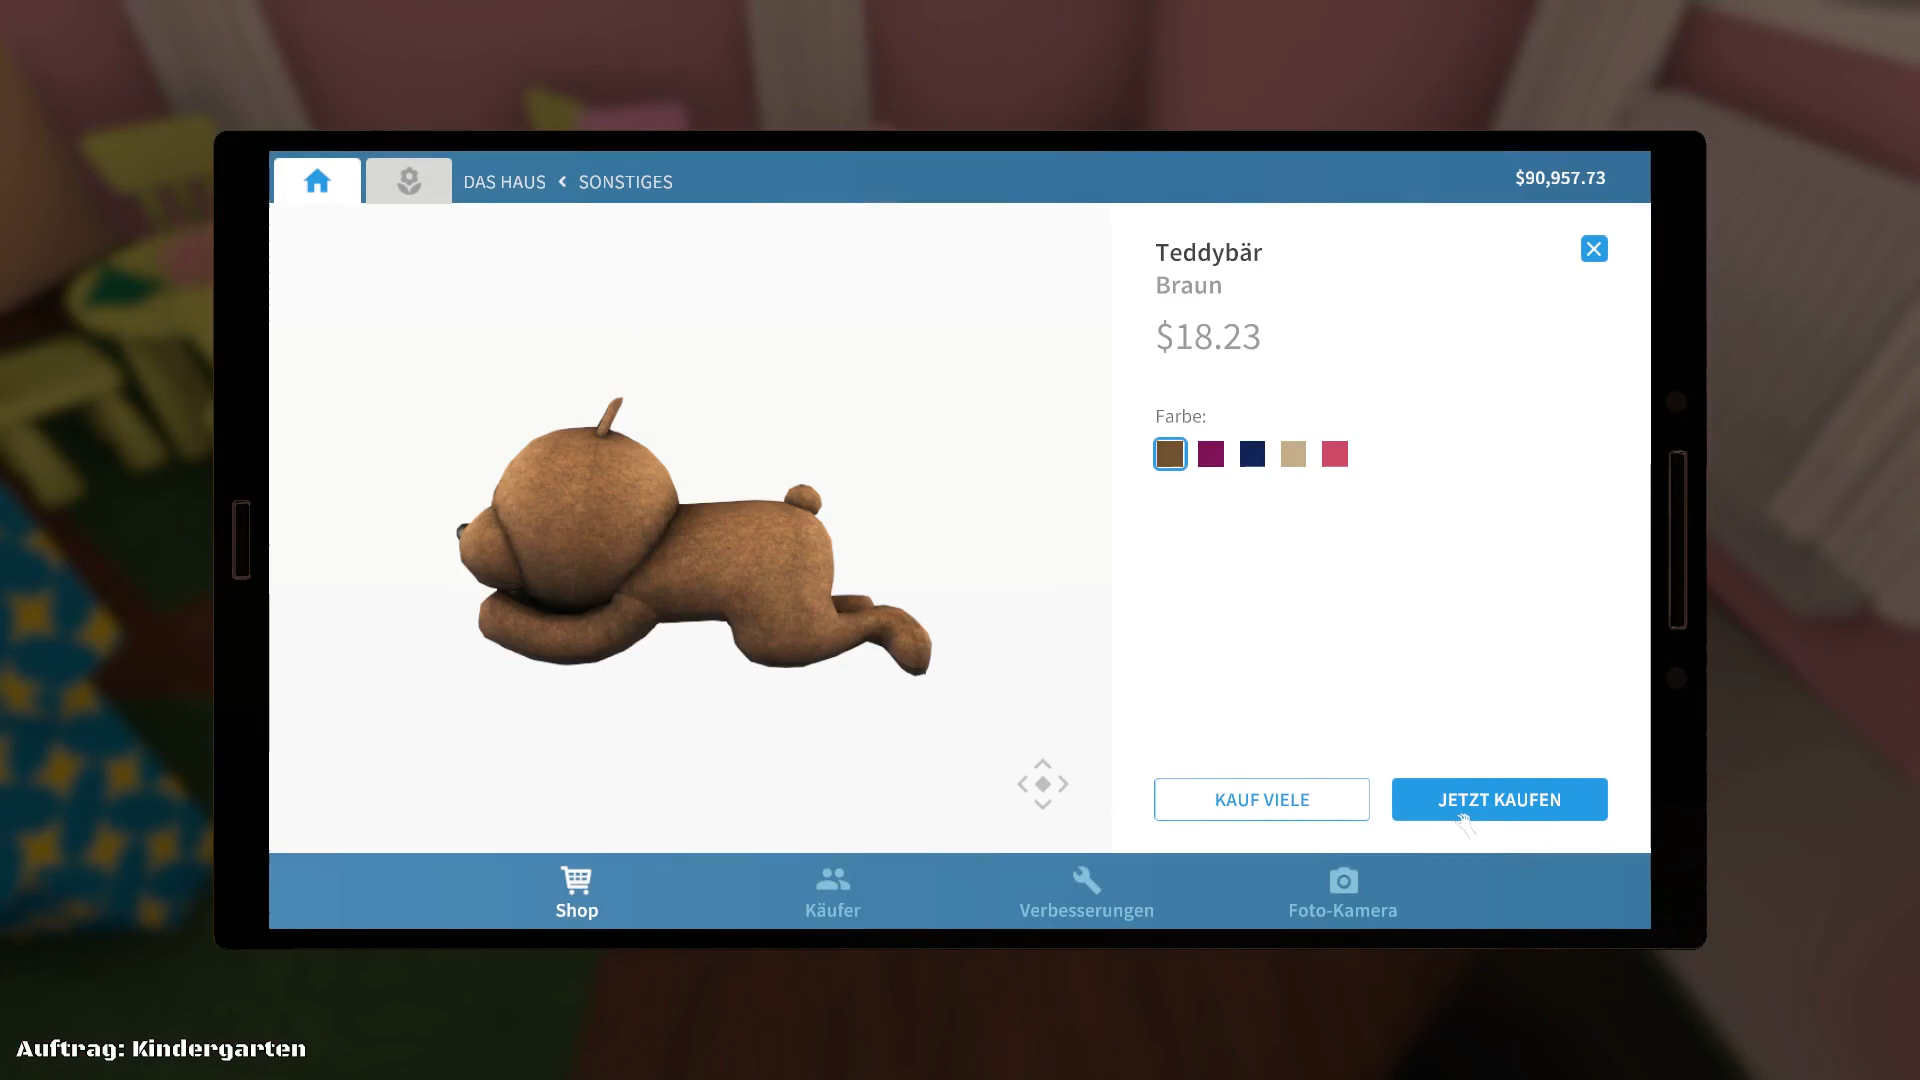 DAS HAUS < SONSTIGES
$90,957.73
Teddybär
Braun
$18.23
Farbe:
KAUF VIELE
JETZT KAUFEN
Shop
Käufer
Verbesserungen
Foto-Kamera
Auftrag: Kindergarten